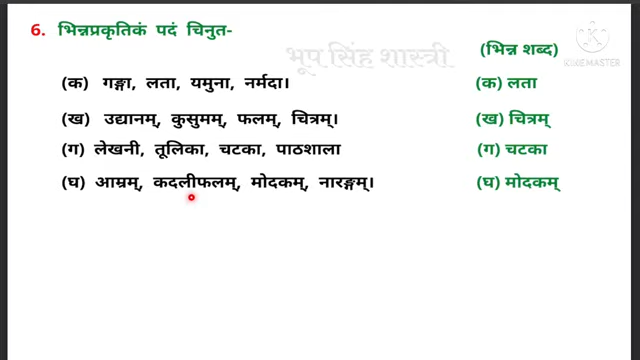 6. भिन्नप्रकृतिकं पदं चिनुत-
भूप सिंह शास्त्री
KINEMASTER
(भिन्न शब्द)
(क) गङ्गा, लता, यमुना, नर्मदा। (क) लता
(ख) उद्यानम्, कुसुमम्, फलम्, चित्रम्। (ख) चित्रम्
(ग) लेखनी, तूलिका, चटका, पाठशाला (ग) चटका
(घ) आम्रम्, कदलीफलम्, मोदकम्, नारङ्गम्। (घ) मोदकम्